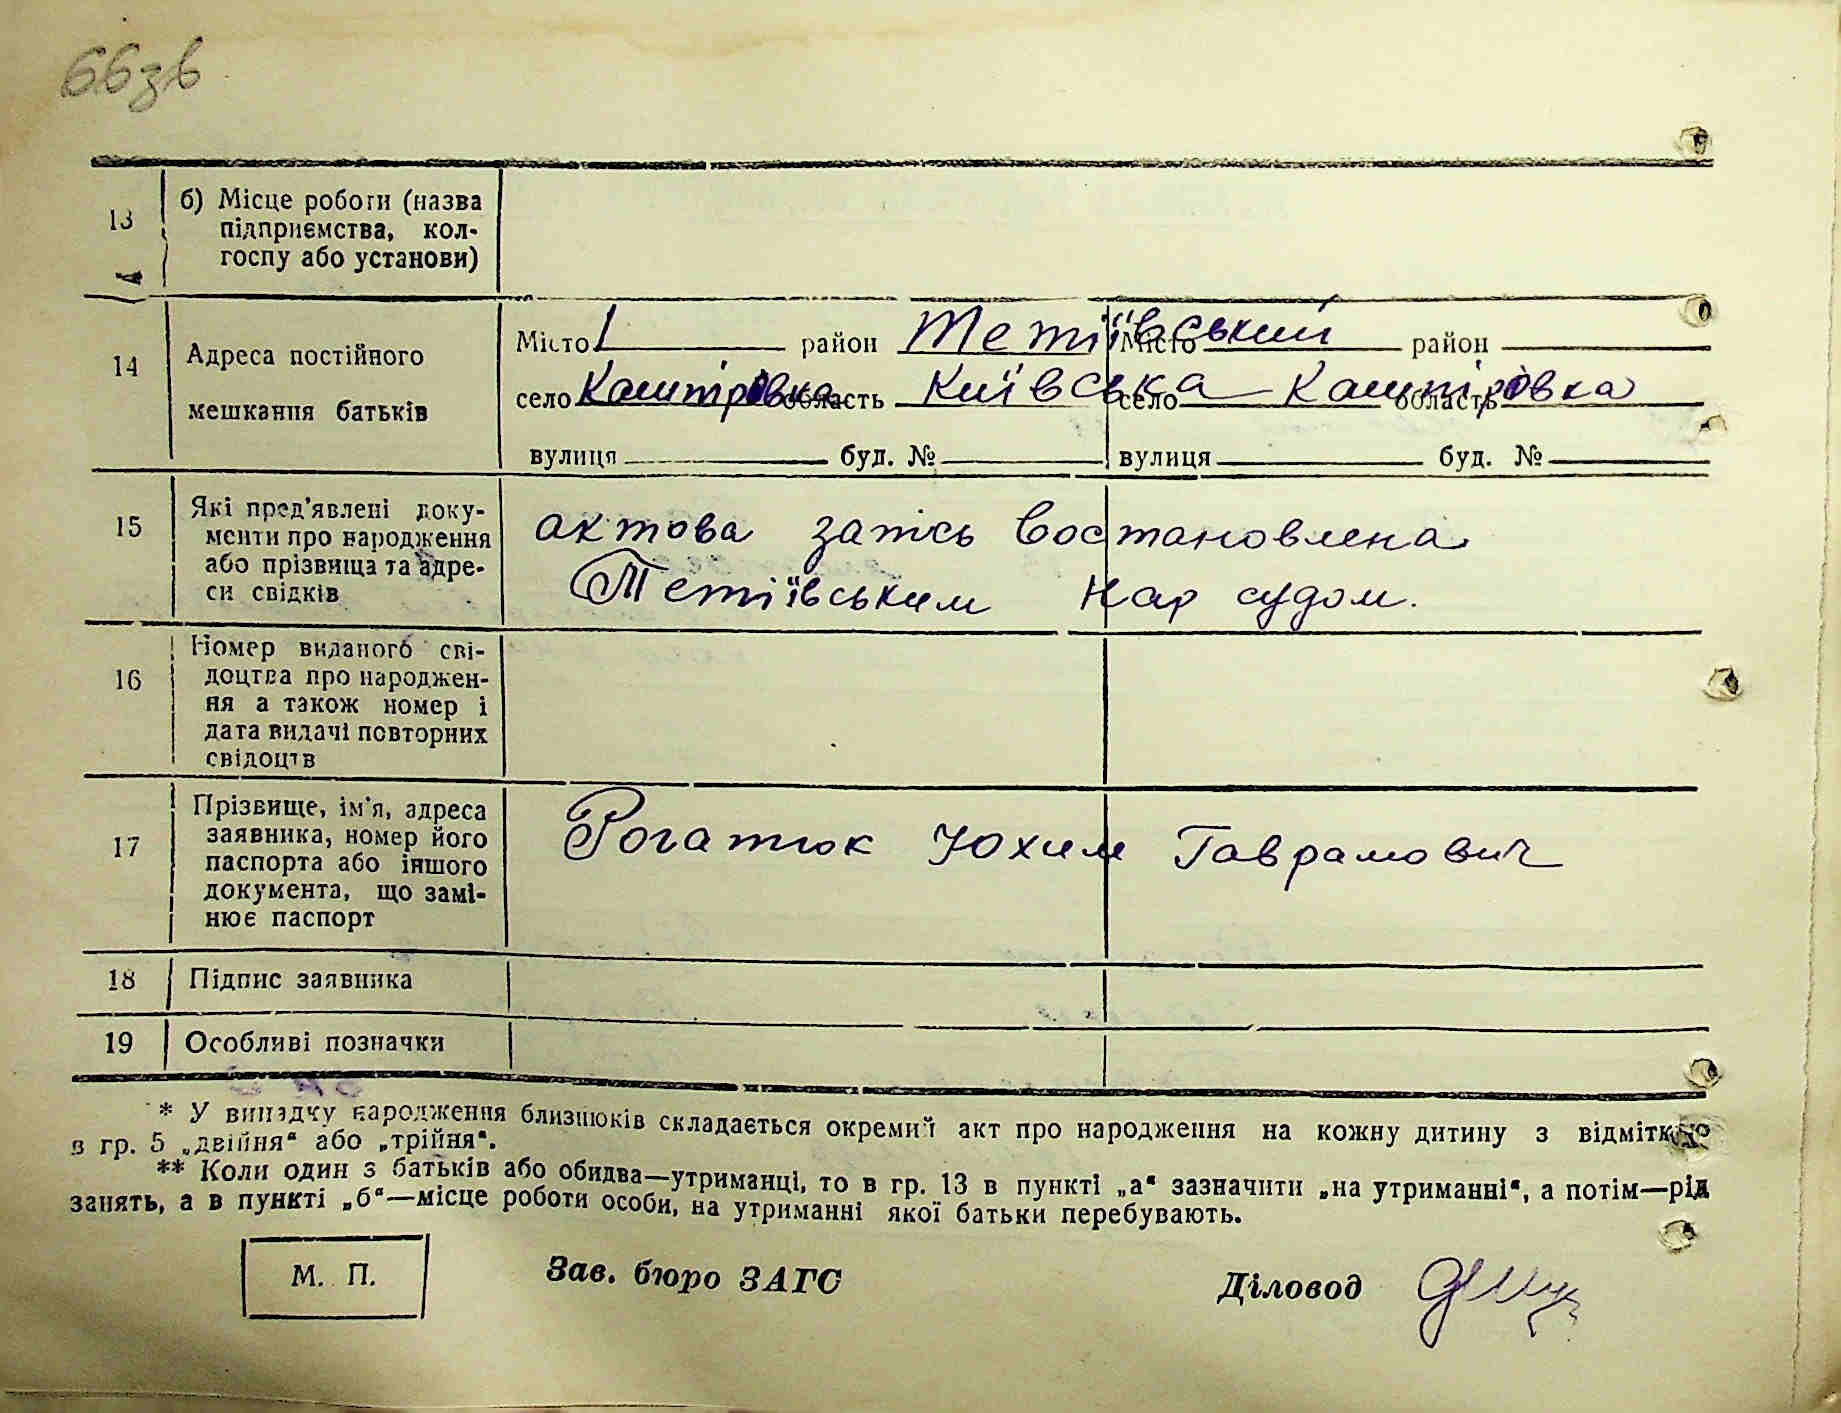 66зв
13
б) Місце роботи (назва
підприємства, кол-
госпу або установи)
14
Адреса постійного
мешкання батьків
Місто район Тетіївський Місто район
село Кашпірівка область Київська село Кашпірівка область
вулиця буд. № вулиця буд. №
15
Які пред'явлені доку-
менти про народження
або прізвища та адре-
си свідків
актова запись востановлена
Тетіївським Нар судом.
16
Номер виданого сві-
доцтва про народжен-
ня а також номер і
дата видачі повторних
свідоцтв
17
Прізвище, ім'я, адреса
заявника, номер його
паспорта або іншого
документа, що замі-
нює паспорт
Рогатюк Юхим Гаврамович
18 Підпис заявника
19 Особливі позначки
* У випадку народження близнюків складається окремий акт про народження на кожну дитину з відміткою
в гр. 5 „двійня“ або „трійня“.
** Коли один з батьків або обидва—утриманці, то в гр. 13 в пункті „а“ зазначити „на утриманні“, а потім—рід
занять, а в пункті „б“—місце роботи особи, на утриманні якої батьки перебувають.
М. П.
Зав. бюро ЗАГС
Діловод